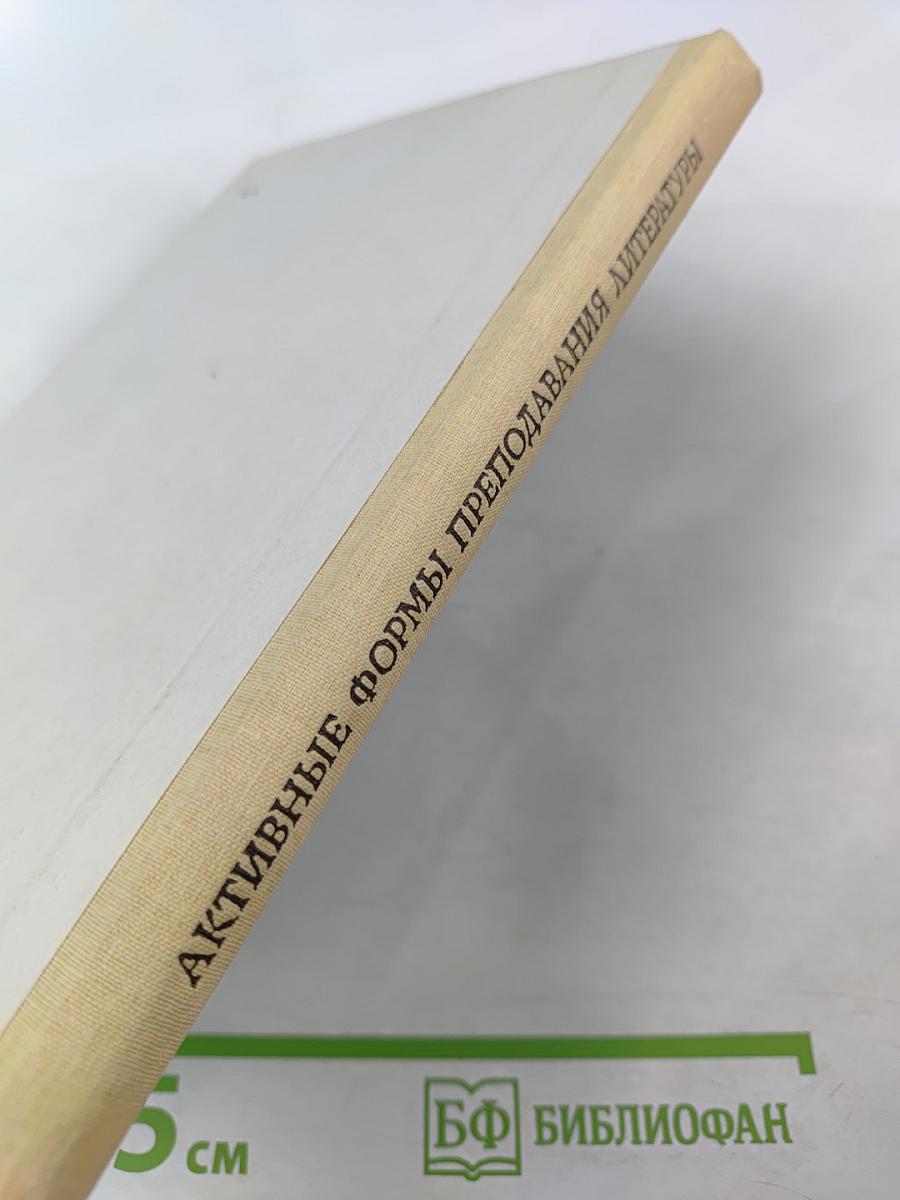 АКТИВНЫЕ ФОРМЫ ПРЕПОДАВАНИЯ ЛИТЕРАТУРЫ
5 см
БФ БИБЛИОФАН